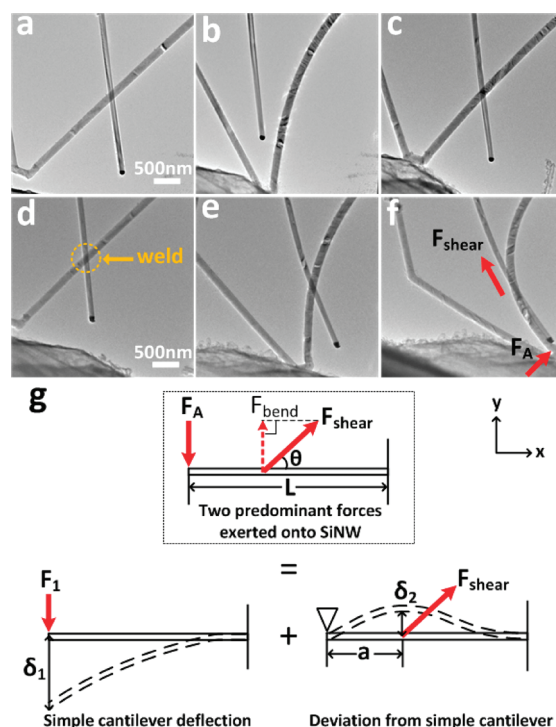 a
b
c
500nm
d
e
f
weld
500nm
F_shear
F_A
g
F_A
F_bend
F_shear
θ
L
Two predominant forces
exerted onto SiNW
y
x
=
F_1
δ_1
+
δ_2
F_shear
a
Simple cantilever deflection
Deviation from simple cantilever